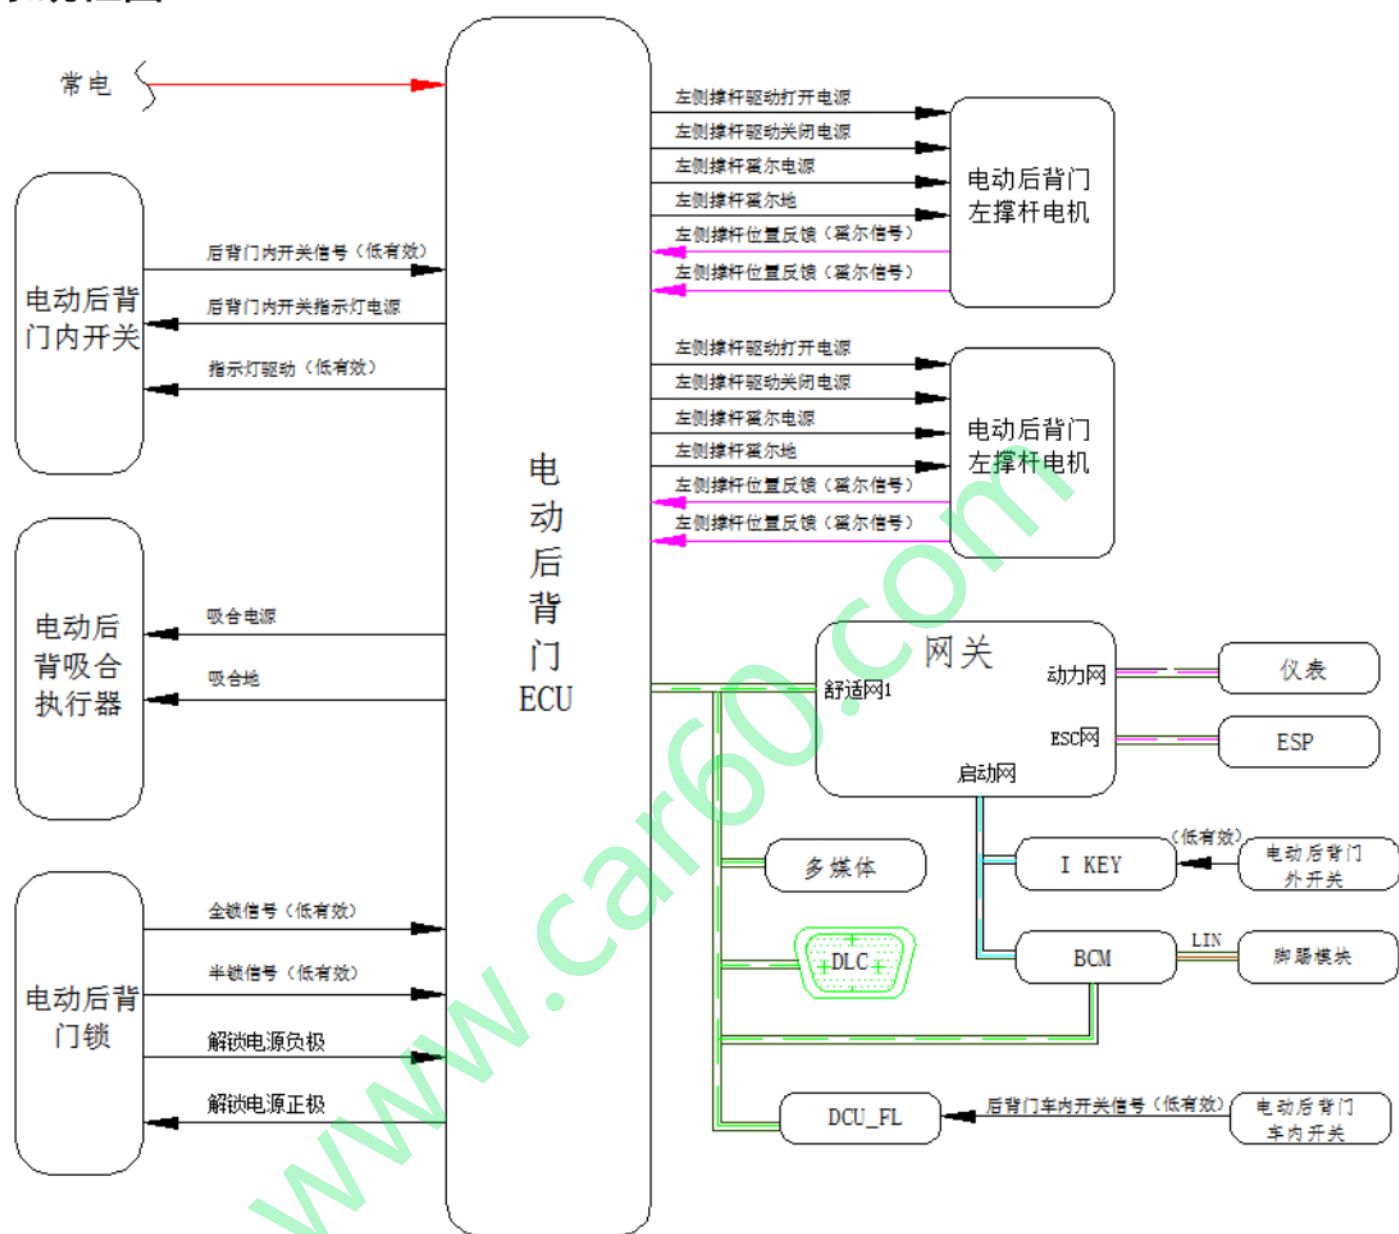 常电
电动后背
门内开关
后背门内开关信号（低有效）
后背门内开关指示灯电源
指示灯驱动（低有效）
电动后
背吸合
执行器
吸合电源
吸合地
电动后背
门锁
全锁信号（低有效）
半锁信号（低有效）
解锁电源负极
解锁电源正极
电
动
后
背
门
ECU
左侧撑杆驱动打开电源
左侧撑杆驱动关闭电源
左侧撑杆霍尔电源
左侧撑杆霍尔地
左侧撑杆位置反馈（霍尔信号）
左侧撑杆位置反馈（霍尔信号）
电动后背门
左撑杆电机
左侧撑杆驱动打开电源
左侧撑杆驱动关闭电源
左侧撑杆霍尔电源
左侧撑杆霍尔地
左侧撑杆位置反馈（霍尔信号）
左侧撑杆位置反馈（霍尔信号）
电动后背门
左撑杆电机
网关
舒适网1
动力网
ESC网
启动网
仪表
ESP
多媒体
I KEY
（低有效）
电动后背门
外开关
DLC
BCM
LIN
脚踢模块
DCU_FL
后背门车内开关信号（低有效）
电动后背门
车内开关
www.car60.com